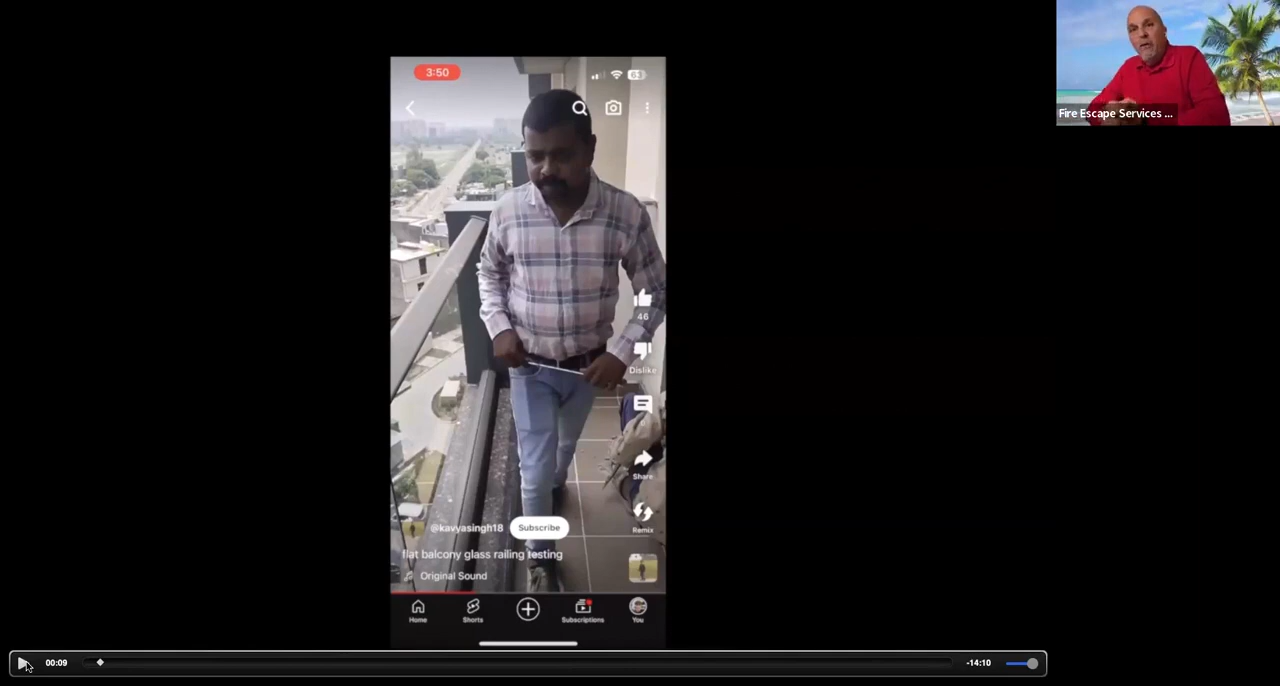 3:50
63
Fire Escape Services ...
46
Dislike
Share
Remix
@kavyasingh18
Subscribe
flat balcony glass railing testing
Original Sound
Home
Shorts
Subscriptions
You
00:09
-14:10